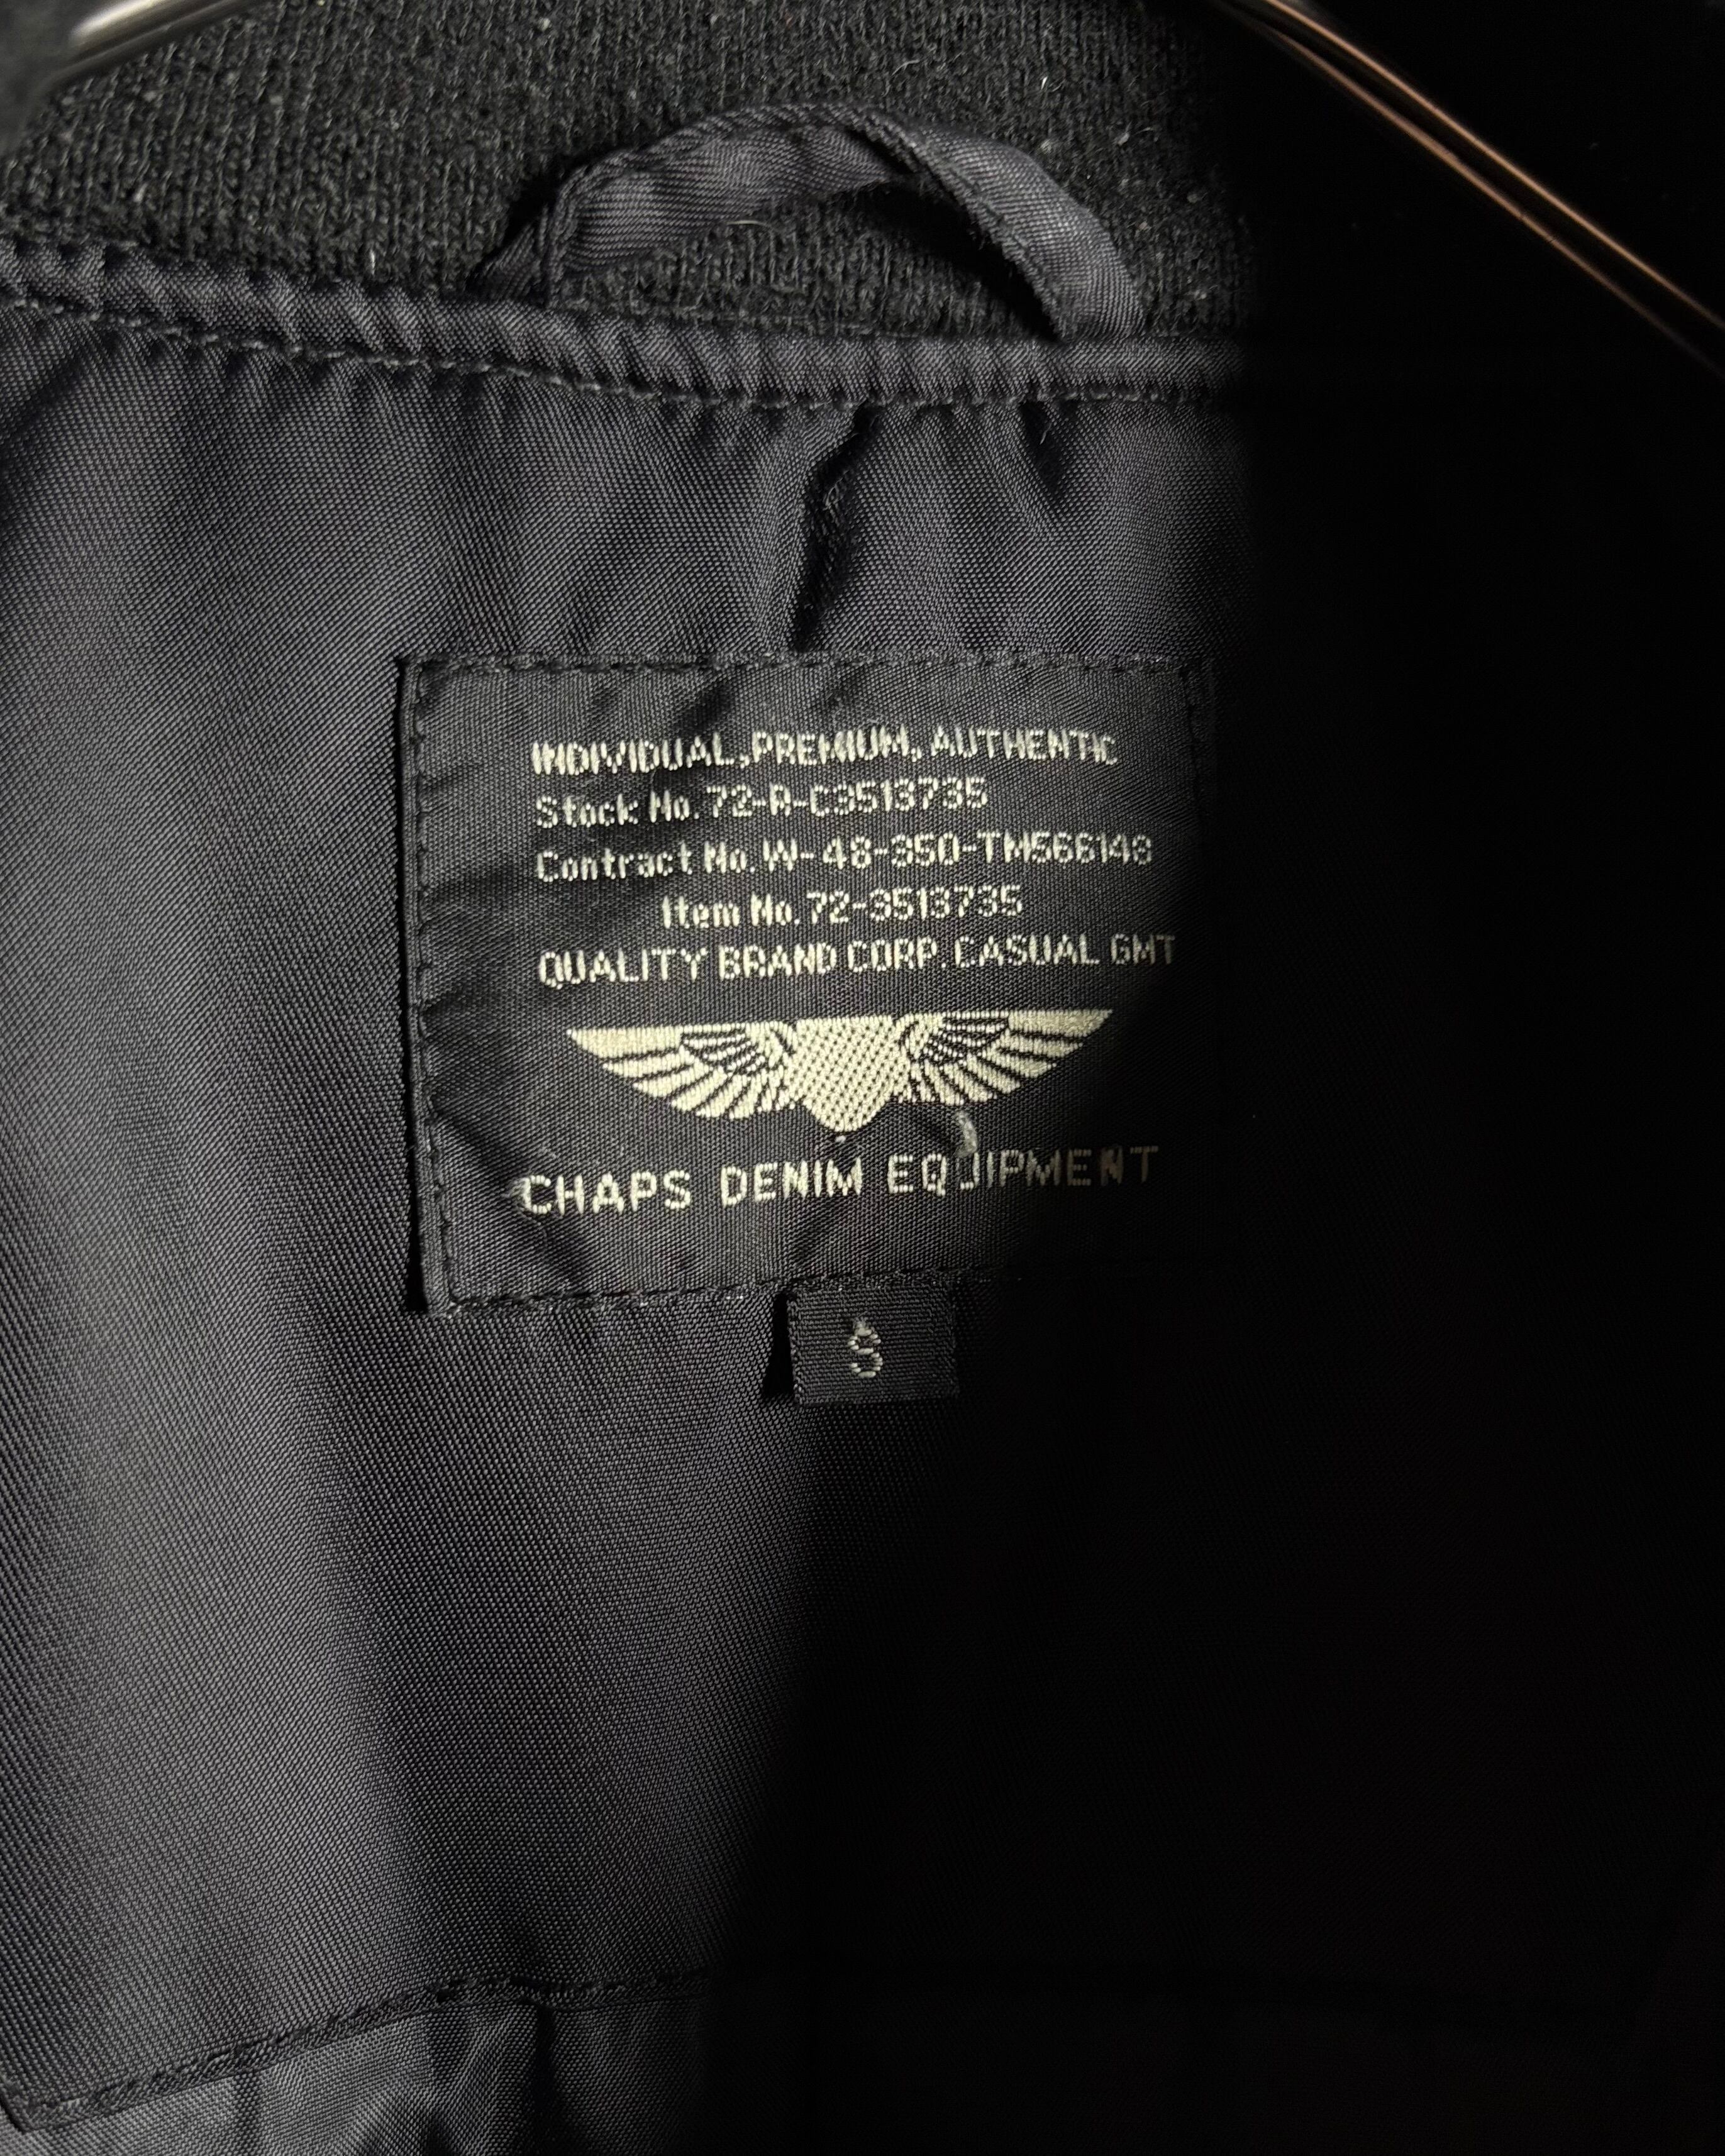 INDIVIDUAL, PREMIUM, AUTHENTIC
Stock No. 72-R-C3513735
Contract No. W-48-350-TM566148
Item No. 72-3513735
QUALITY BRAND CORP. CASUAL GMT
CHAPS DENIM EQUIPMENT
S